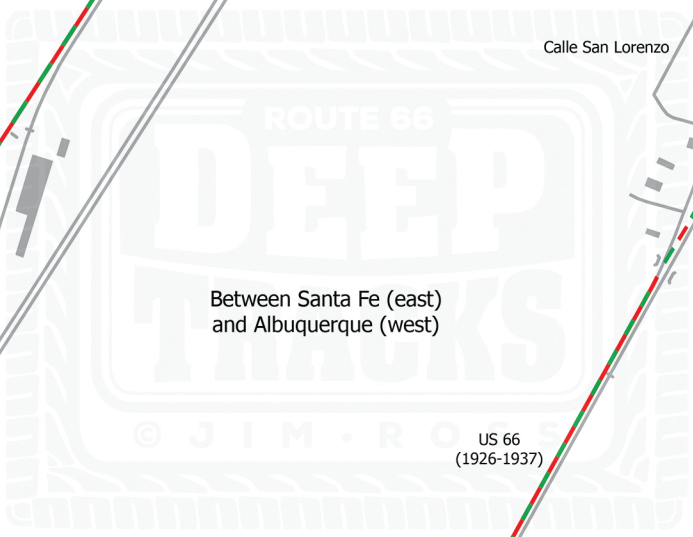 Calle San Lorenzo
ROUTE 66
DEEP
Between Santa Fe (east)
and Albuquerque (west)
TRACKS
US 66
(1926-1937)
© JIM • ROSS